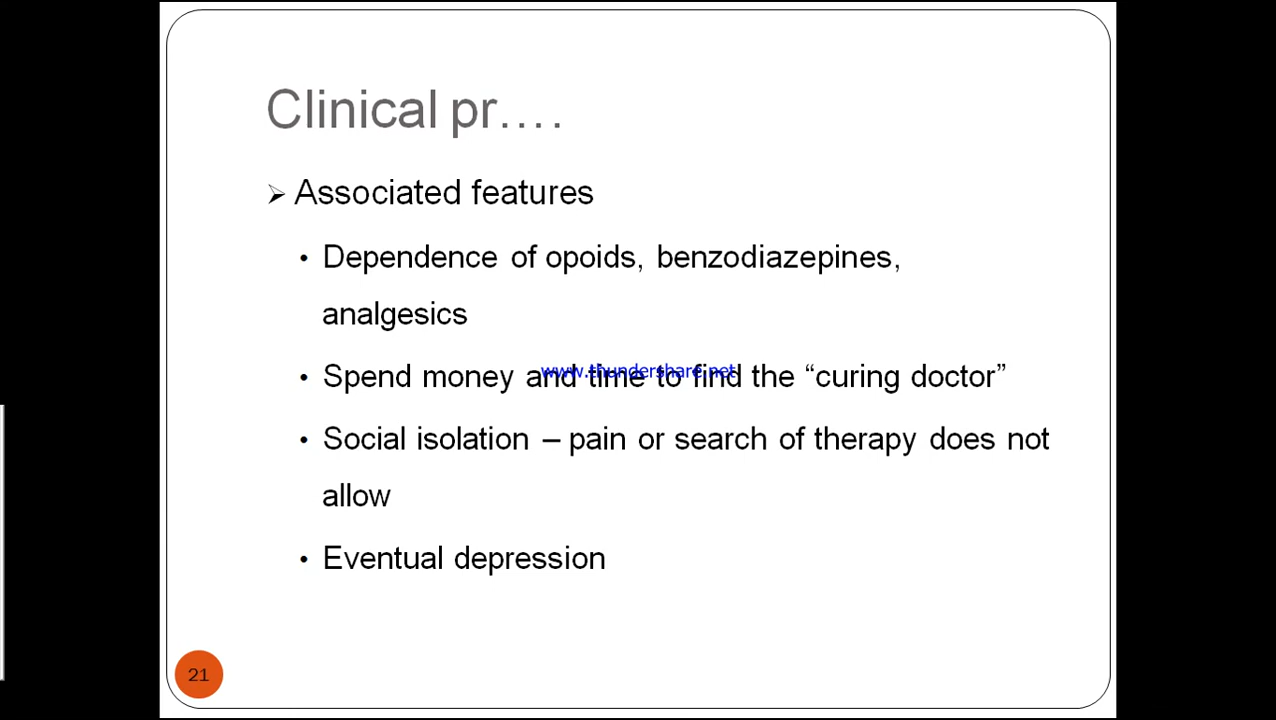 Clinical pr….
➢ Associated features
• Dependence of opoids, benzodiazepines,
analgesics
• Spend money and time to find the “curing doctor”
www.thundershare.net
• Social isolation – pain or search of therapy does not
allow
• Eventual depression
21